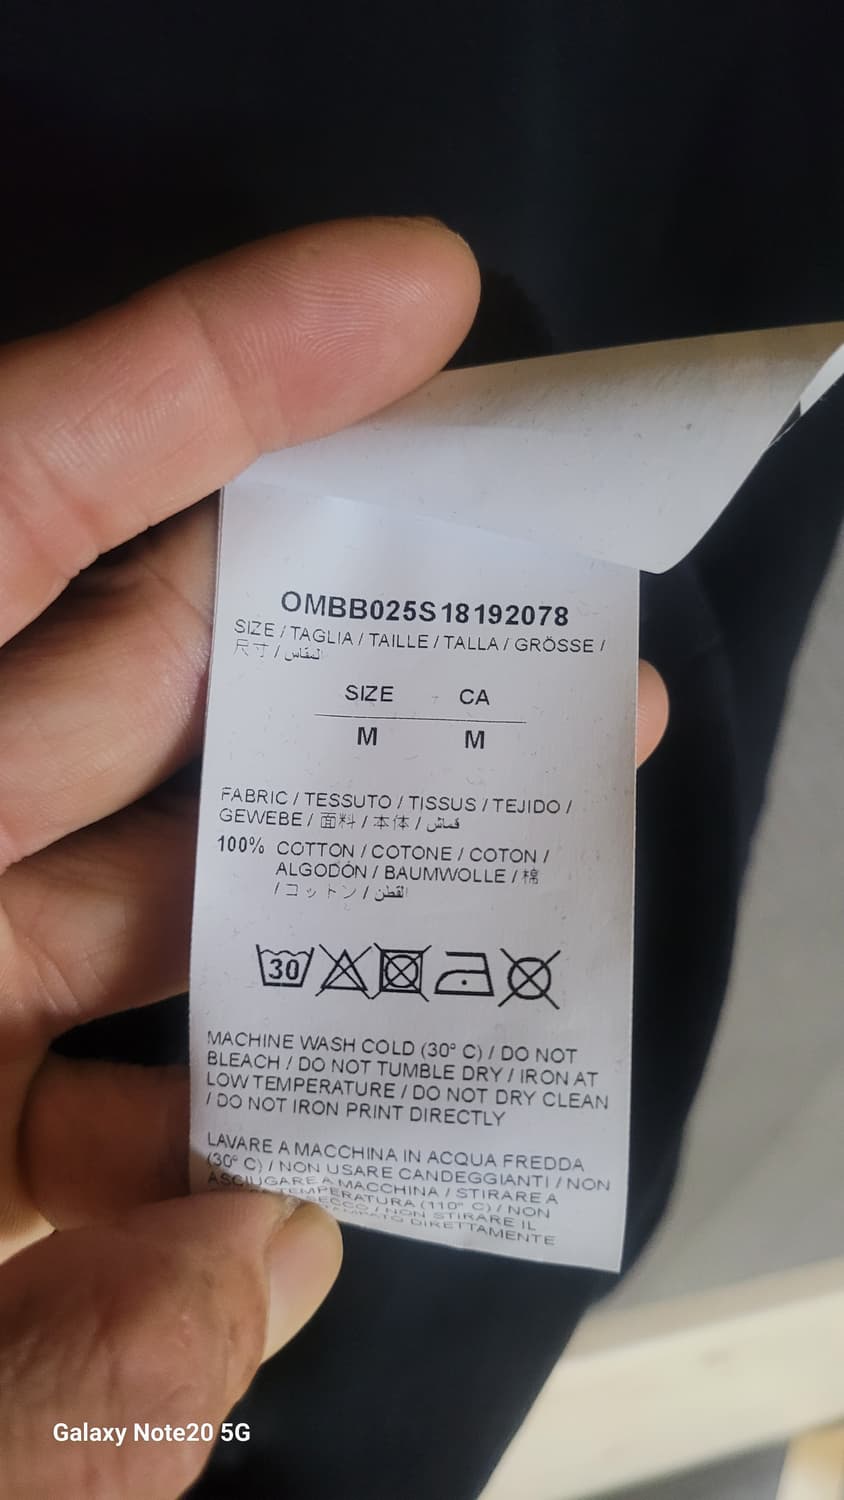 OMBB025S18192078
SIZE / TAGLIA / TAILLE / TALLA / GRÖSSE /
尺寸 / المقاس
SIZE CA
M M
FABRIC / TESSUTO / TISSUS / TEJIDO /
GEWEBE / 面料 / 本体 / قماش
100% COTTON / COTONE / COTON /
ALGODÓN / BAUMWOLLE / 棉
/ コットン / القطن
30
MACHINE WASH COLD (30° C) / DO NOT
BLEACH / DO NOT TUMBLE DRY / IRON AT
LOW TEMPERATURE / DO NOT DRY CLEAN
/ DO NOT IRON PRINT DIRECTLY
LAVARE A MACCHINA IN ACQUA FREDDA
(30° C) / NON USARE CANDEGGIANTI / NON
ASCIUGARE A MACCHINA / STIRARE A
TEMPERATURA (110° C) / NON
SECCO / NON STIRARE IL
DIRETTAMENTE
Galaxy Note20 5G